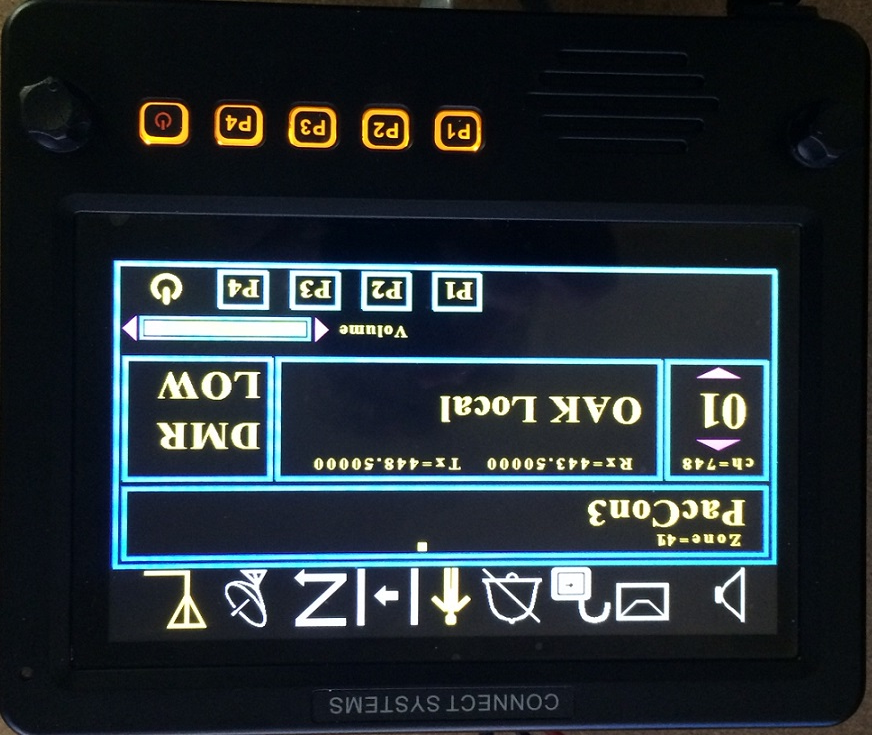 CONNECT SYSTEMS
Zone=41
PacCon3
ch=748
01
Rx=443.50000 Tx=448.50000
OAK Local
DMR
LOW
Volume
P1 P2 P3 P4
P1 P2 P3 P4